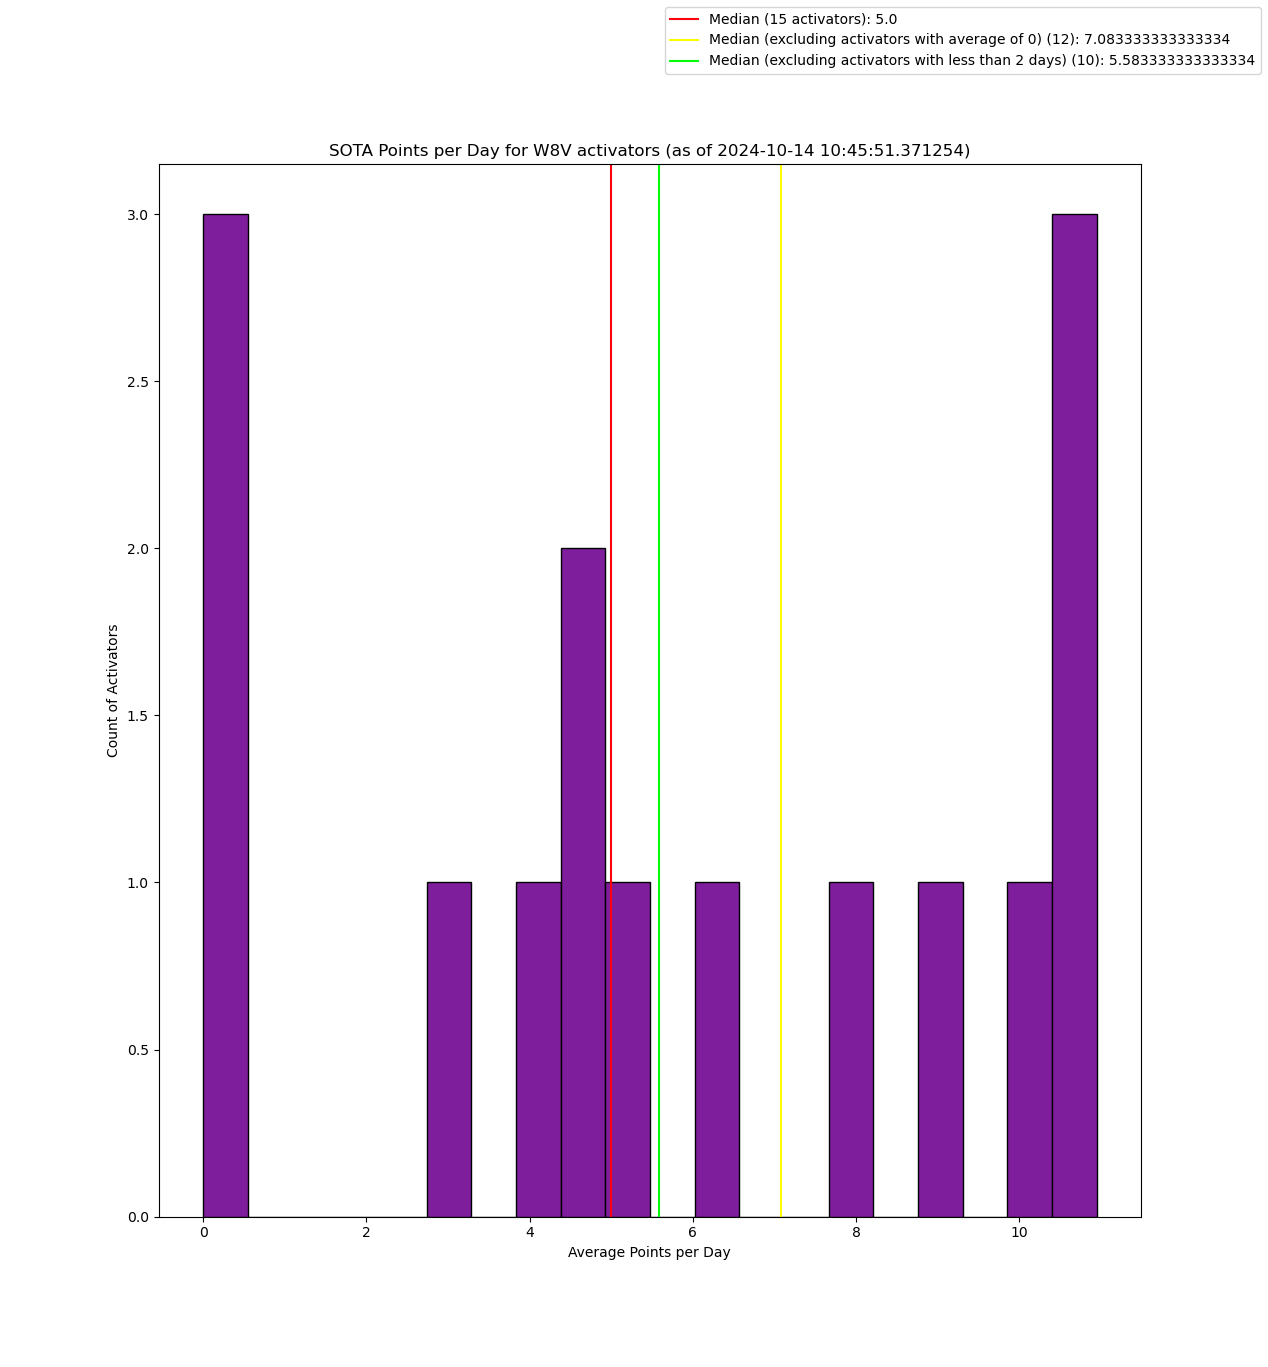 Median (15 activators): 5.0
Median (excluding activators with average of 0) (12): 7.083333333333334
Median (excluding activators with less than 2 days) (10): 5.583333333333334
SOTA Points per Day for W8V activators (as of 2024-10-14 10:45:51.371254)
3.0
2.5
2.0
1.5
1.0
0.5
0.0
Count of Activators
0 2 4 6 8 10
Average Points per Day